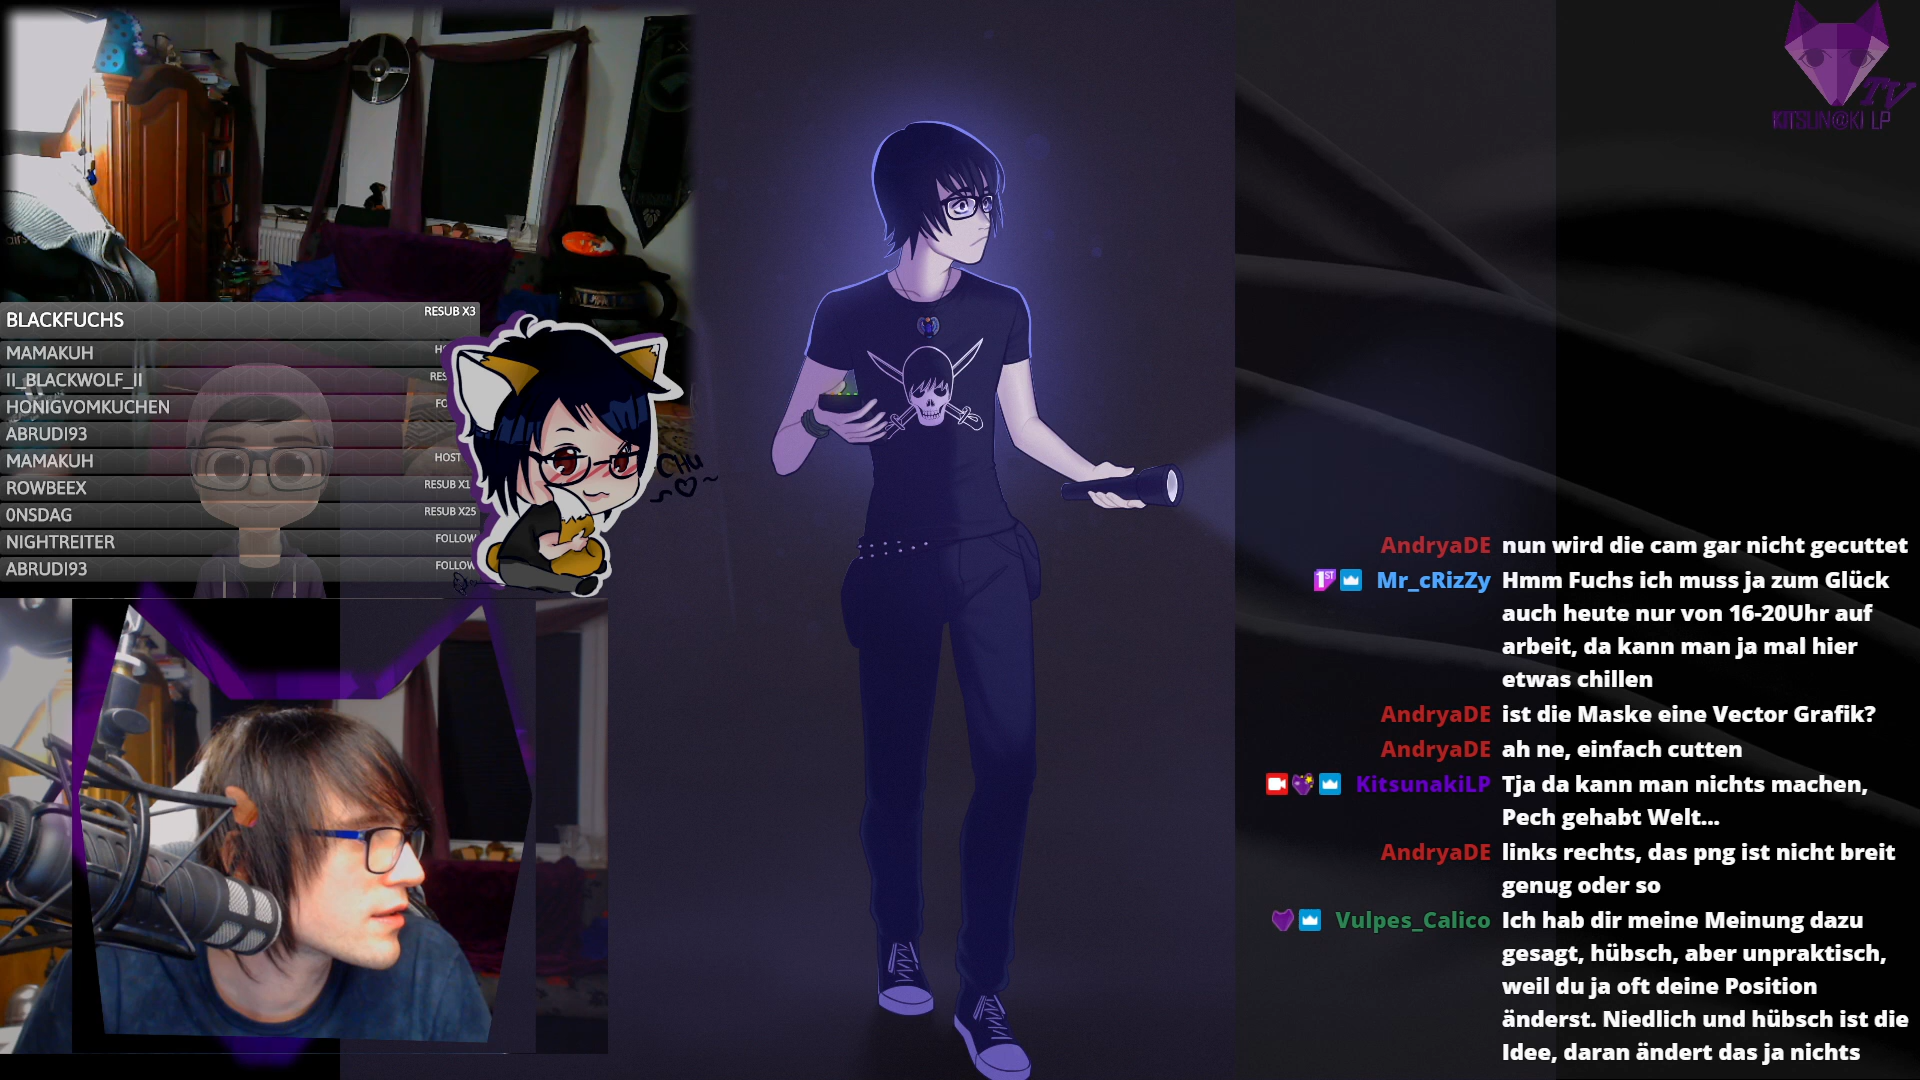 TV
KITSUN@KI LP
BLACKFUCHS RESUB X3
MAMAKUH
II_BLACKWOLF_II
HONIGVOMKUCHEN
ABRUDI93
MAMAKUH HOST
ROWBEEX RESUB X1
0NSDAG RESUB X25
NIGHTREITER FOLLOW
ABRUDI93 FOLLOW
CHU
AndryaDE nun wird die cam gar nicht gecuttet
1ST Mr_cRizZy Hmm Fuchs ich muss ja zum Glück
auch heute nur von 16-20Uhr auf
arbeit, da kann man ja mal hier
etwas chillen
AndryaDE ist die Maske eine Vector Grafik?
AndryaDE ah ne, einfach cutten
KitsunakiLP Tja da kann man nichts machen,
Pech gehabt Welt...
AndryaDE links rechts, das png ist nicht breit
genug oder so
Vulpes_Calico Ich hab dir meine Meinung dazu
gesagt, hübsch, aber unpraktisch,
weil du ja oft deine Position
änderst. Niedlich und hübsch ist die
Idee, daran ändert das ja nichts